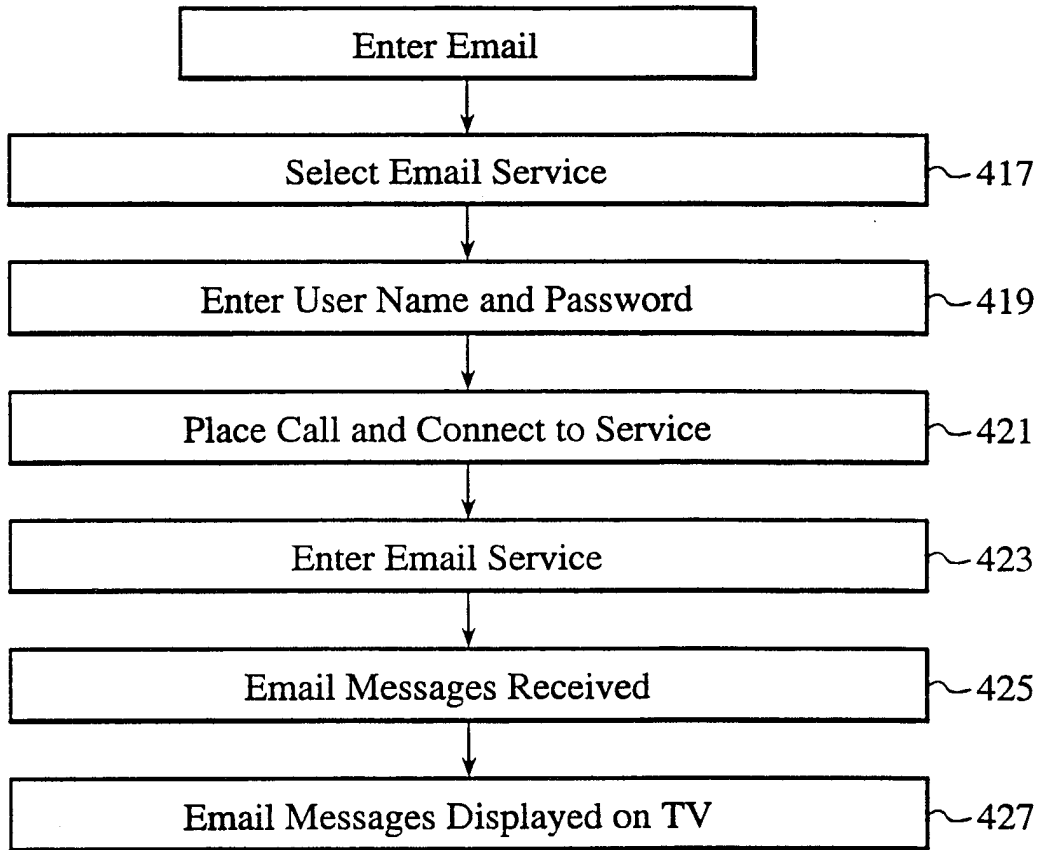 Enter Email
Select Email Service 417
Enter User Name and Password 419
Place Call and Connect to Service 421
Enter Email Service 423
Email Messages Received 425
Email Messages Displayed on TV 427